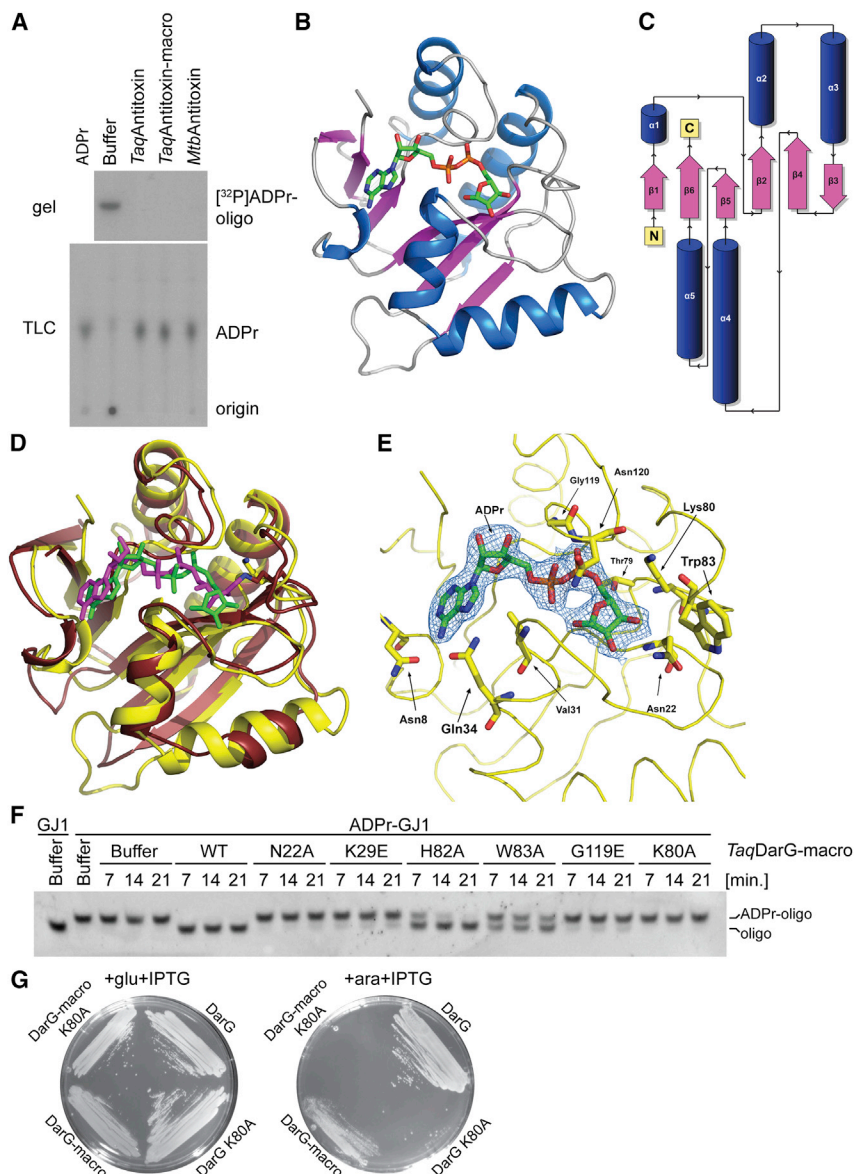 A
ADPr
Buffer
TaqAntitoxin
TaqAntitoxin-macro
MtbAntitoxin
gel
[³²P]ADPr-
oligo
TLC
ADPr
origin
B
C
α2
α3
α1
C
β1
β6
β5
β2
β4
β3
N
α5
α4
D
E
Asn120
Gly119
ADPr
Lys80
Thr79
Trp83
Asn8
Gln34
Val31
Asn22
F
GJ1
ADPr-GJ1
Buffer
Buffer
Buffer WT N22A K29E H82A W83A G119E K80A TaqDarG-macro
7 14 21 7 14 21 7 14 21 7 14 21 7 14 21 7 14 21 7 14 21 7 14 21 [min.]
ADPr-oligo
oligo
G
+glu+IPTG
DarG-macro
K80A
DarG
DarG-macro
DarG K80A
+ara+IPTG
DarG-macro
K80A
DarG
DarG-macro
DarG K80A